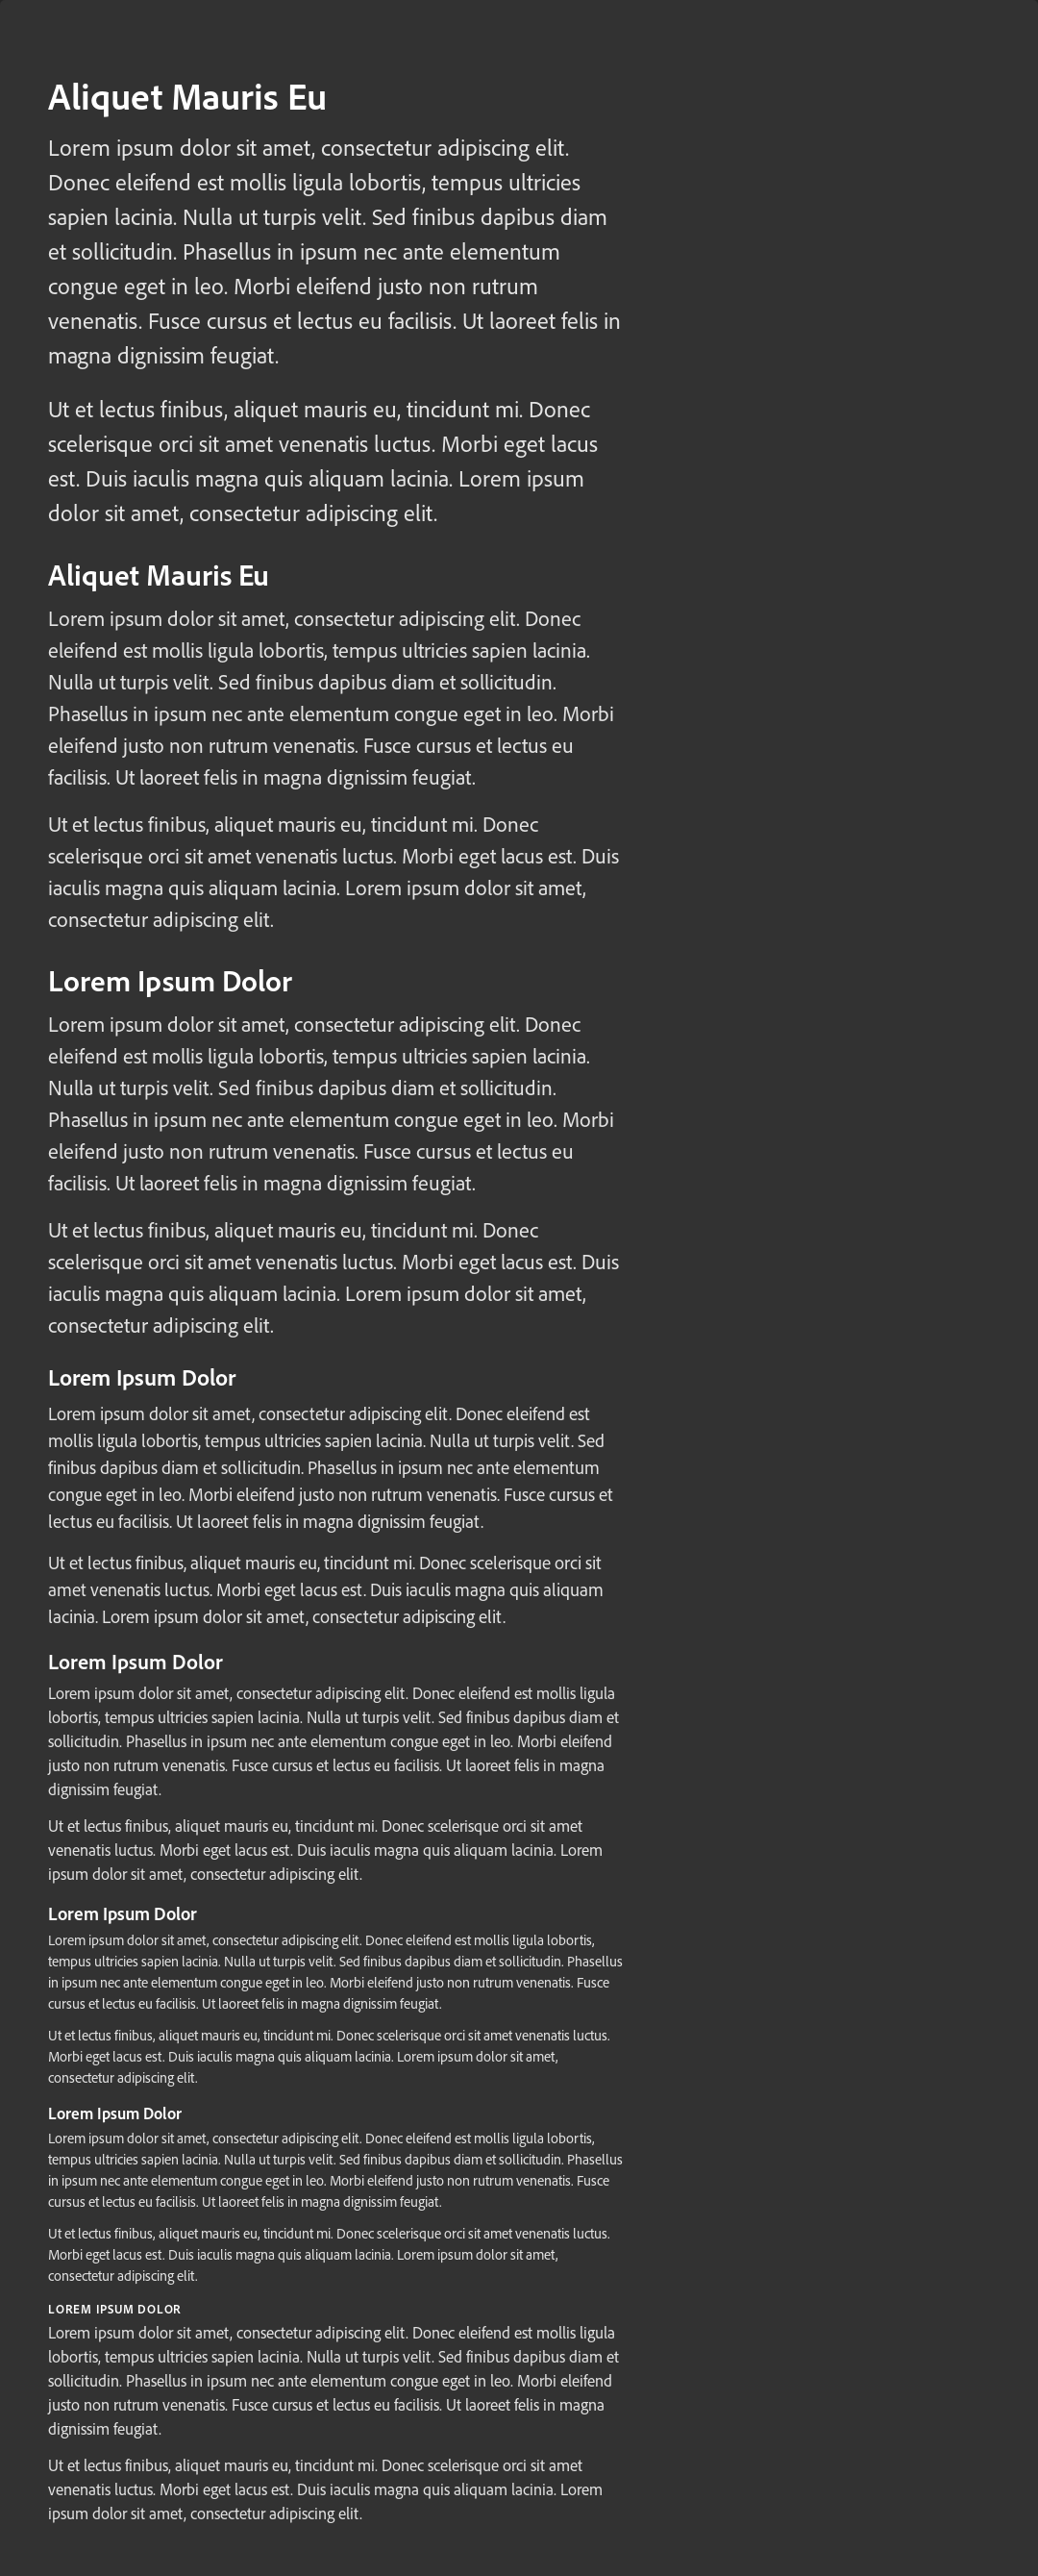 Aliquet Mauris Eu
Lorem ipsum dolor sit amet, consectetur adipiscing elit.
Donec eleifend est mollis ligula lobortis, tempus ultricies
sapien lacinia. Nulla ut turpis velit. Sed finibus dapibus diam
et sollicitudin. Phasellus in ipsum nec ante elementum
congue eget in leo. Morbi eleifend justo non rutrum
venenatis. Fusce cursus et lectus eu facilisis. Ut laoreet felis in
magna dignissim feugiat.
Ut et lectus finibus, aliquet mauris eu, tincidunt mi. Donec
scelerisque orci sit amet venenatis luctus. Morbi eget lacus
est. Duis iaculis magna quis aliquam lacinia. Lorem ipsum
dolor sit amet, consectetur adipiscing elit.
Aliquet Mauris Eu
Lorem ipsum dolor sit amet, consectetur adipiscing elit. Donec
eleifend est mollis ligula lobortis, tempus ultricies sapien lacinia.
Nulla ut turpis velit. Sed finibus dapibus diam et sollicitudin.
Phasellus in ipsum nec ante elementum congue eget in leo. Morbi
eleifend justo non rutrum venenatis. Fusce cursus et lectus eu
facilisis. Ut laoreet felis in magna dignissim feugiat.
Ut et lectus finibus, aliquet mauris eu, tincidunt mi. Donec
scelerisque orci sit amet venenatis luctus. Morbi eget lacus est. Duis
iaculis magna quis aliquam lacinia. Lorem ipsum dolor sit amet,
consectetur adipiscing elit.
Lorem Ipsum Dolor
Lorem ipsum dolor sit amet, consectetur adipiscing elit. Donec
eleifend est mollis ligula lobortis, tempus ultricies sapien lacinia.
Nulla ut turpis velit. Sed finibus dapibus diam et sollicitudin.
Phasellus in ipsum nec ante elementum congue eget in leo. Morbi
eleifend justo non rutrum venenatis. Fusce cursus et lectus eu
facilisis. Ut laoreet felis in magna dignissim feugiat.
Ut et lectus finibus, aliquet mauris eu, tincidunt mi. Donec
scelerisque orci sit amet venenatis luctus. Morbi eget lacus est. Duis
iaculis magna quis aliquam lacinia. Lorem ipsum dolor sit amet,
consectetur adipiscing elit.
Lorem Ipsum Dolor
Lorem ipsum dolor sit amet, consectetur adipiscing elit. Donec eleifend est
mollis ligula lobortis, tempus ultricies sapien lacinia. Nulla ut turpis velit. Sed
finibus dapibus diam et sollicitudin. Phasellus in ipsum nec ante elementum
congue eget in leo. Morbi eleifend justo non rutrum venenatis. Fusce cursus et
lectus eu facilisis. Ut laoreet felis in magna dignissim feugiat.
Ut et lectus finibus, aliquet mauris eu, tincidunt mi. Donec scelerisque orci sit
amet venenatis luctus. Morbi eget lacus est. Duis iaculis magna quis aliquam
lacinia. Lorem ipsum dolor sit amet, consectetur adipiscing elit.
Lorem Ipsum Dolor
Lorem ipsum dolor sit amet, consectetur adipiscing elit. Donec eleifend est mollis ligula
lobortis, tempus ultricies sapien lacinia. Nulla ut turpis velit. Sed finibus dapibus diam et
sollicitudin. Phasellus in ipsum nec ante elementum congue eget in leo. Morbi eleifend
justo non rutrum venenatis. Fusce cursus et lectus eu facilisis. Ut laoreet felis in magna
dignissim feugiat.
Ut et lectus finibus, aliquet mauris eu, tincidunt mi. Donec scelerisque orci sit amet
venenatis luctus. Morbi eget lacus est. Duis iaculis magna quis aliquam lacinia. Lorem
ipsum dolor sit amet, consectetur adipiscing elit.
Lorem Ipsum Dolor
Lorem ipsum dolor sit amet, consectetur adipiscing elit. Donec eleifend est mollis ligula lobortis,
tempus ultricies sapien lacinia. Nulla ut turpis velit. Sed finibus dapibus diam et sollicitudin. Phasellus
in ipsum nec ante elementum congue eget in leo. Morbi eleifend justo non rutrum venenatis. Fusce
cursus et lectus eu facilisis. Ut laoreet felis in magna dignissim feugiat.
Ut et lectus finibus, aliquet mauris eu, tincidunt mi. Donec scelerisque orci sit amet venenatis luctus.
Morbi eget lacus est. Duis iaculis magna quis aliquam lacinia. Lorem ipsum dolor sit amet,
consectetur adipiscing elit.
Lorem Ipsum Dolor
Lorem ipsum dolor sit amet, consectetur adipiscing elit. Donec eleifend est mollis ligula lobortis,
tempus ultricies sapien lacinia. Nulla ut turpis velit. Sed finibus dapibus diam et sollicitudin. Phasellus
in ipsum nec ante elementum congue eget in leo. Morbi eleifend justo non rutrum venenatis. Fusce
cursus et lectus eu facilisis. Ut laoreet felis in magna dignissim feugiat.
Ut et lectus finibus, aliquet mauris eu, tincidunt mi. Donec scelerisque orci sit amet venenatis luctus.
Morbi eget lacus est. Duis iaculis magna quis aliquam lacinia. Lorem ipsum dolor sit amet,
consectetur adipiscing elit.
LOREM IPSUM DOLOR
Lorem ipsum dolor sit amet, consectetur adipiscing elit. Donec eleifend est mollis ligula
lobortis, tempus ultricies sapien lacinia. Nulla ut turpis velit. Sed finibus dapibus diam et
sollicitudin. Phasellus in ipsum nec ante elementum congue eget in leo. Morbi eleifend
justo non rutrum venenatis. Fusce cursus et lectus eu facilisis. Ut laoreet felis in magna
dignissim feugiat.
Ut et lectus finibus, aliquet mauris eu, tincidunt mi. Donec scelerisque orci sit amet
venenatis luctus. Morbi eget lacus est. Duis iaculis magna quis aliquam lacinia. Lorem
ipsum dolor sit amet, consectetur adipiscing elit.